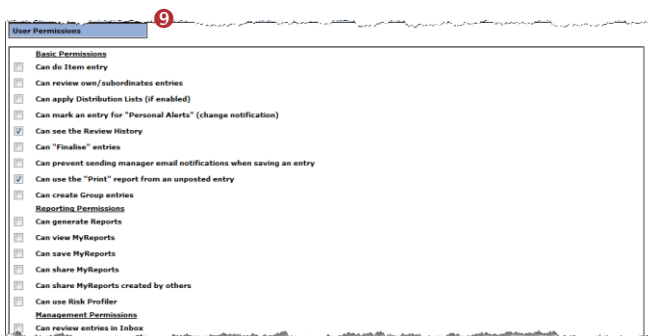 9
User Permissions
Basic Permissions
Can do Item entry
Can review own/subordinates entries
Can apply Distribution Lists (if enabled)
Can mark an entry for "Personal Alerts" (change notification)
Can see the Review History
Can "Finalise" entries
Can prevent sending manager email notifications when saving an entry
Can use the "Print" report from an unposted entry
Can create Group entries
Reporting Permissions
Can generate Reports
Can view MyReports
Can save MyReports
Can share MyReports
Can share MyReports created by others
Can use Risk Profiler
Management Permissions
Can review entries in Inbox